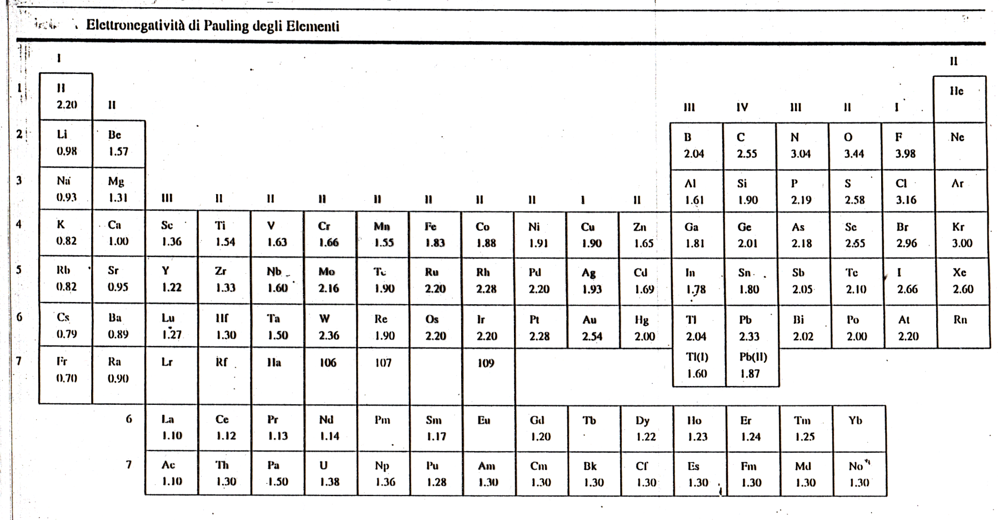 Elettronegatività di Pauling degli Elementi
I II
1 H He
2.20 II III IV III II I
2 Li Be B C N O F Ne
0.98 1.57 2.04 2.55 3.04 3.44 3.98
3 Na Mg Al Si P S Cl Ar
0.93 1.31 III II II II II II II II I II 1.61 1.90 2.19 2.58 3.16
4 K Ca Sc Ti V Cr Mn Fe Co Ni Cu Zn Ga Ge As Se Br Kr
0.82 1.00 1.36 1.54 1.63 1.66 1.55 1.83 1.88 1.91 1.90 1.65 1.81 2.01 2.18 2.55 2.96 3.00
5 Rb Sr Y Zr Nb Mo Tc Ru Rh Pd Ag Cd In Sn Sb Te I Xe
0.82 0.95 1.22 1.33 1.60 2.16 1.90 2.20 2.28 2.20 1.93 1.69 1.78 1.80 2.05 2.10 2.66 2.60
6 Cs Ba Lu Hf Ta W Re Os Ir Pt Au Hg Tl Pb Bi Po At Rn
0.79 0.89 1.27 1.30 1.50 2.36 1.90 2.20 2.20 2.28 2.54 2.00 2.04 2.33 2.02 2.00 2.20
7 Fr Ra Lr Rf Ha 106 107 109 Tl(I) Pb(II)
0.70 0.90 1.60 1.87
6 La Ce Pr Nd Pm Sm Eu Gd Tb Dy Ho Er Tm Yb
1.10 1.12 1.13 1.14 1.17 1.20 1.22 1.23 1.24 1.25
7 Ac Th Pa U Np Pu Am Cm Bk Cf Es Fm Md No
1.10 1.30 1.50 1.38 1.36 1.28 1.30 1.30 1.30 1.30 1.30 1.30 1.30 1.30